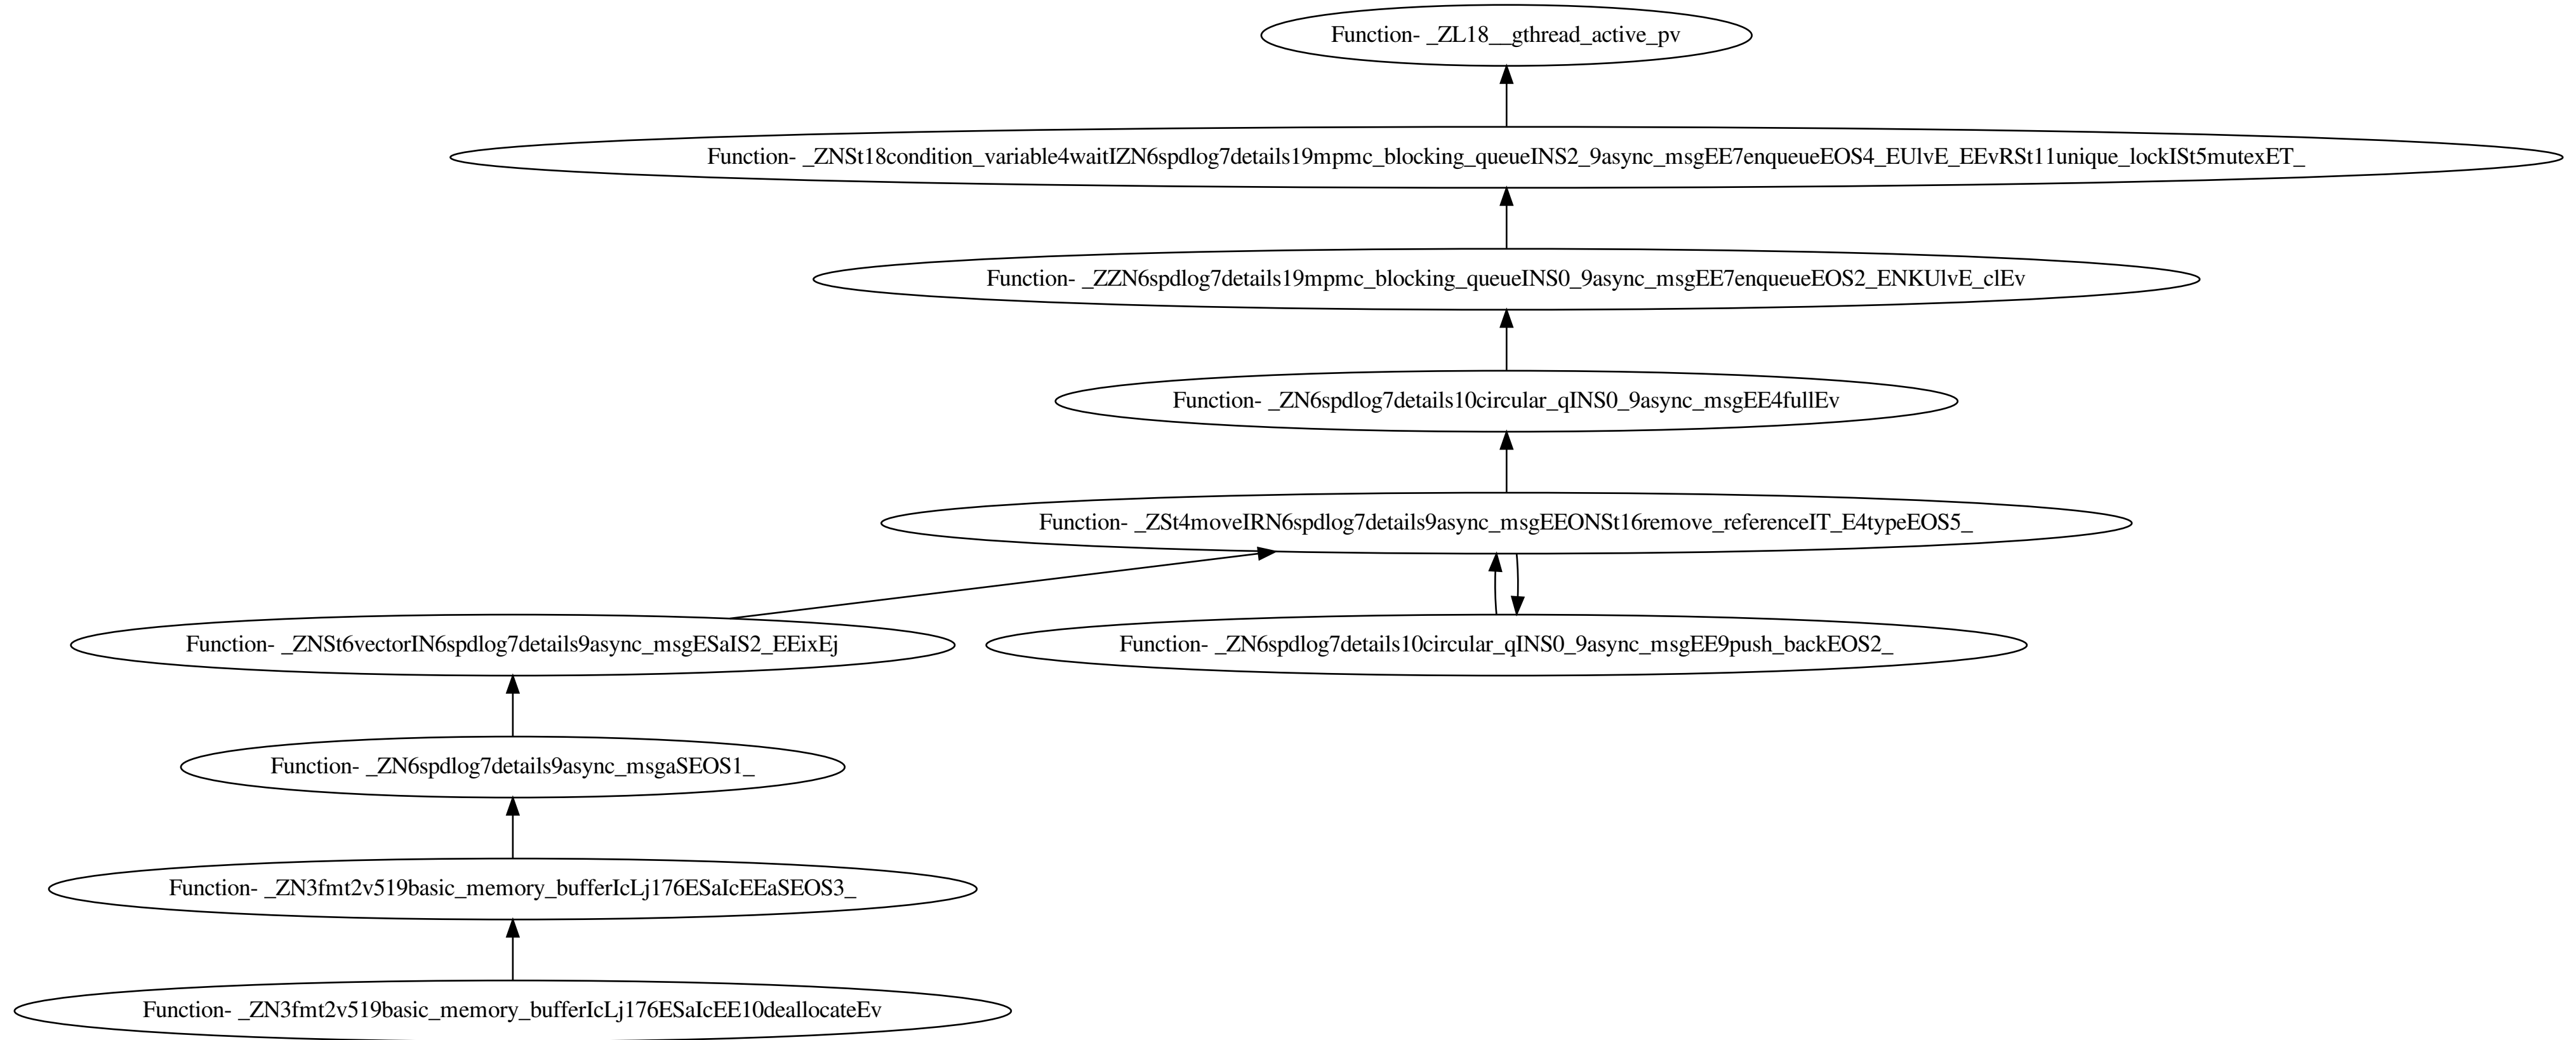 Function- _ZL18__gthread_active_pv
Function- _ZNSt18condition_variable4waitIZN6spdlog7details19mpmc_blocking_queueINS2_9async_msgEE7enqueueEOS4_EUlvE_EEvRSt11unique_lockISt5mutexET_
Function- _ZZN6spdlog7details19mpmc_blocking_queueINS0_9async_msgEE7enqueueEOS2_ENKUlvE_clEv
Function- _ZN6spdlog7details10circular_qINS0_9async_msgEE4fullEv
Function- _ZSt4moveIRN6spdlog7details9async_msgEEONSt16remove_referenceIT_E4typeEOS5_
Function- _ZNSt6vectorIN6spdlog7details9async_msgESaIS2_EEixEj
Function- _ZN6spdlog7details10circular_qINS0_9async_msgEE9push_backEOS2_
Function- _ZN6spdlog7details9async_msgaSEOS1_
Function- _ZN3fmt2v519basic_memory_bufferIcLj176ESaIcEEaSEOS3_
Function- _ZN3fmt2v519basic_memory_bufferIcLj176ESaIcEE10deallocateEv